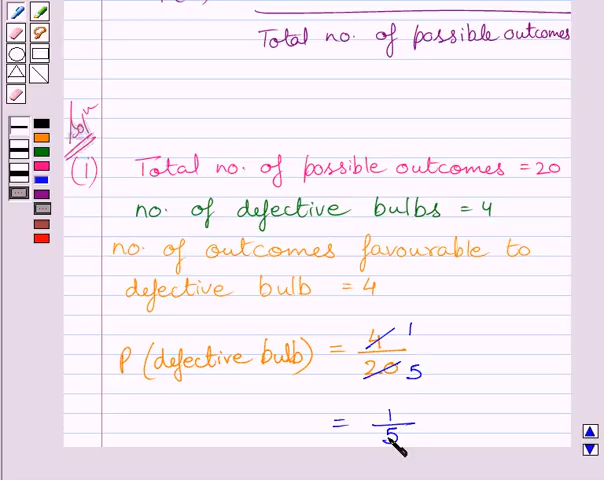 Total no. of possible outcomes
Solⁿ
(i) Total no. of possible outcomes = 20
no. of defective bulbs = 4
no. of outcomes favourable to
defective bulb = 4
P (defective bulb) = 4/20 1 5
= 1/5